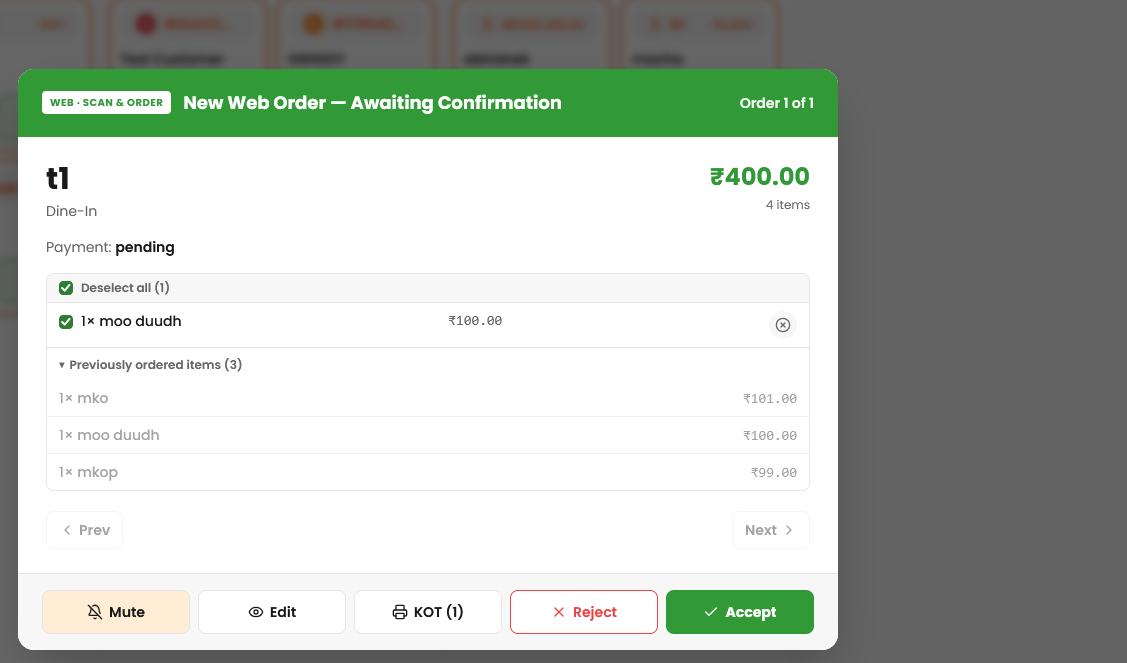 Test Customer
WEB · SCAN & ORDER New Web Order — Awaiting Confirmation Order 1 of 1
t1 ₹400.00
Dine-In 4 items
Payment: pending
Deselect all (1)
1× moo duudh ₹100.00
▾ Previously ordered items (3)
1× mko ₹101.00
1× moo duudh ₹100.00
1× mkop ₹99.00
Prev Next
Mute Edit KOT (1) Reject Accept